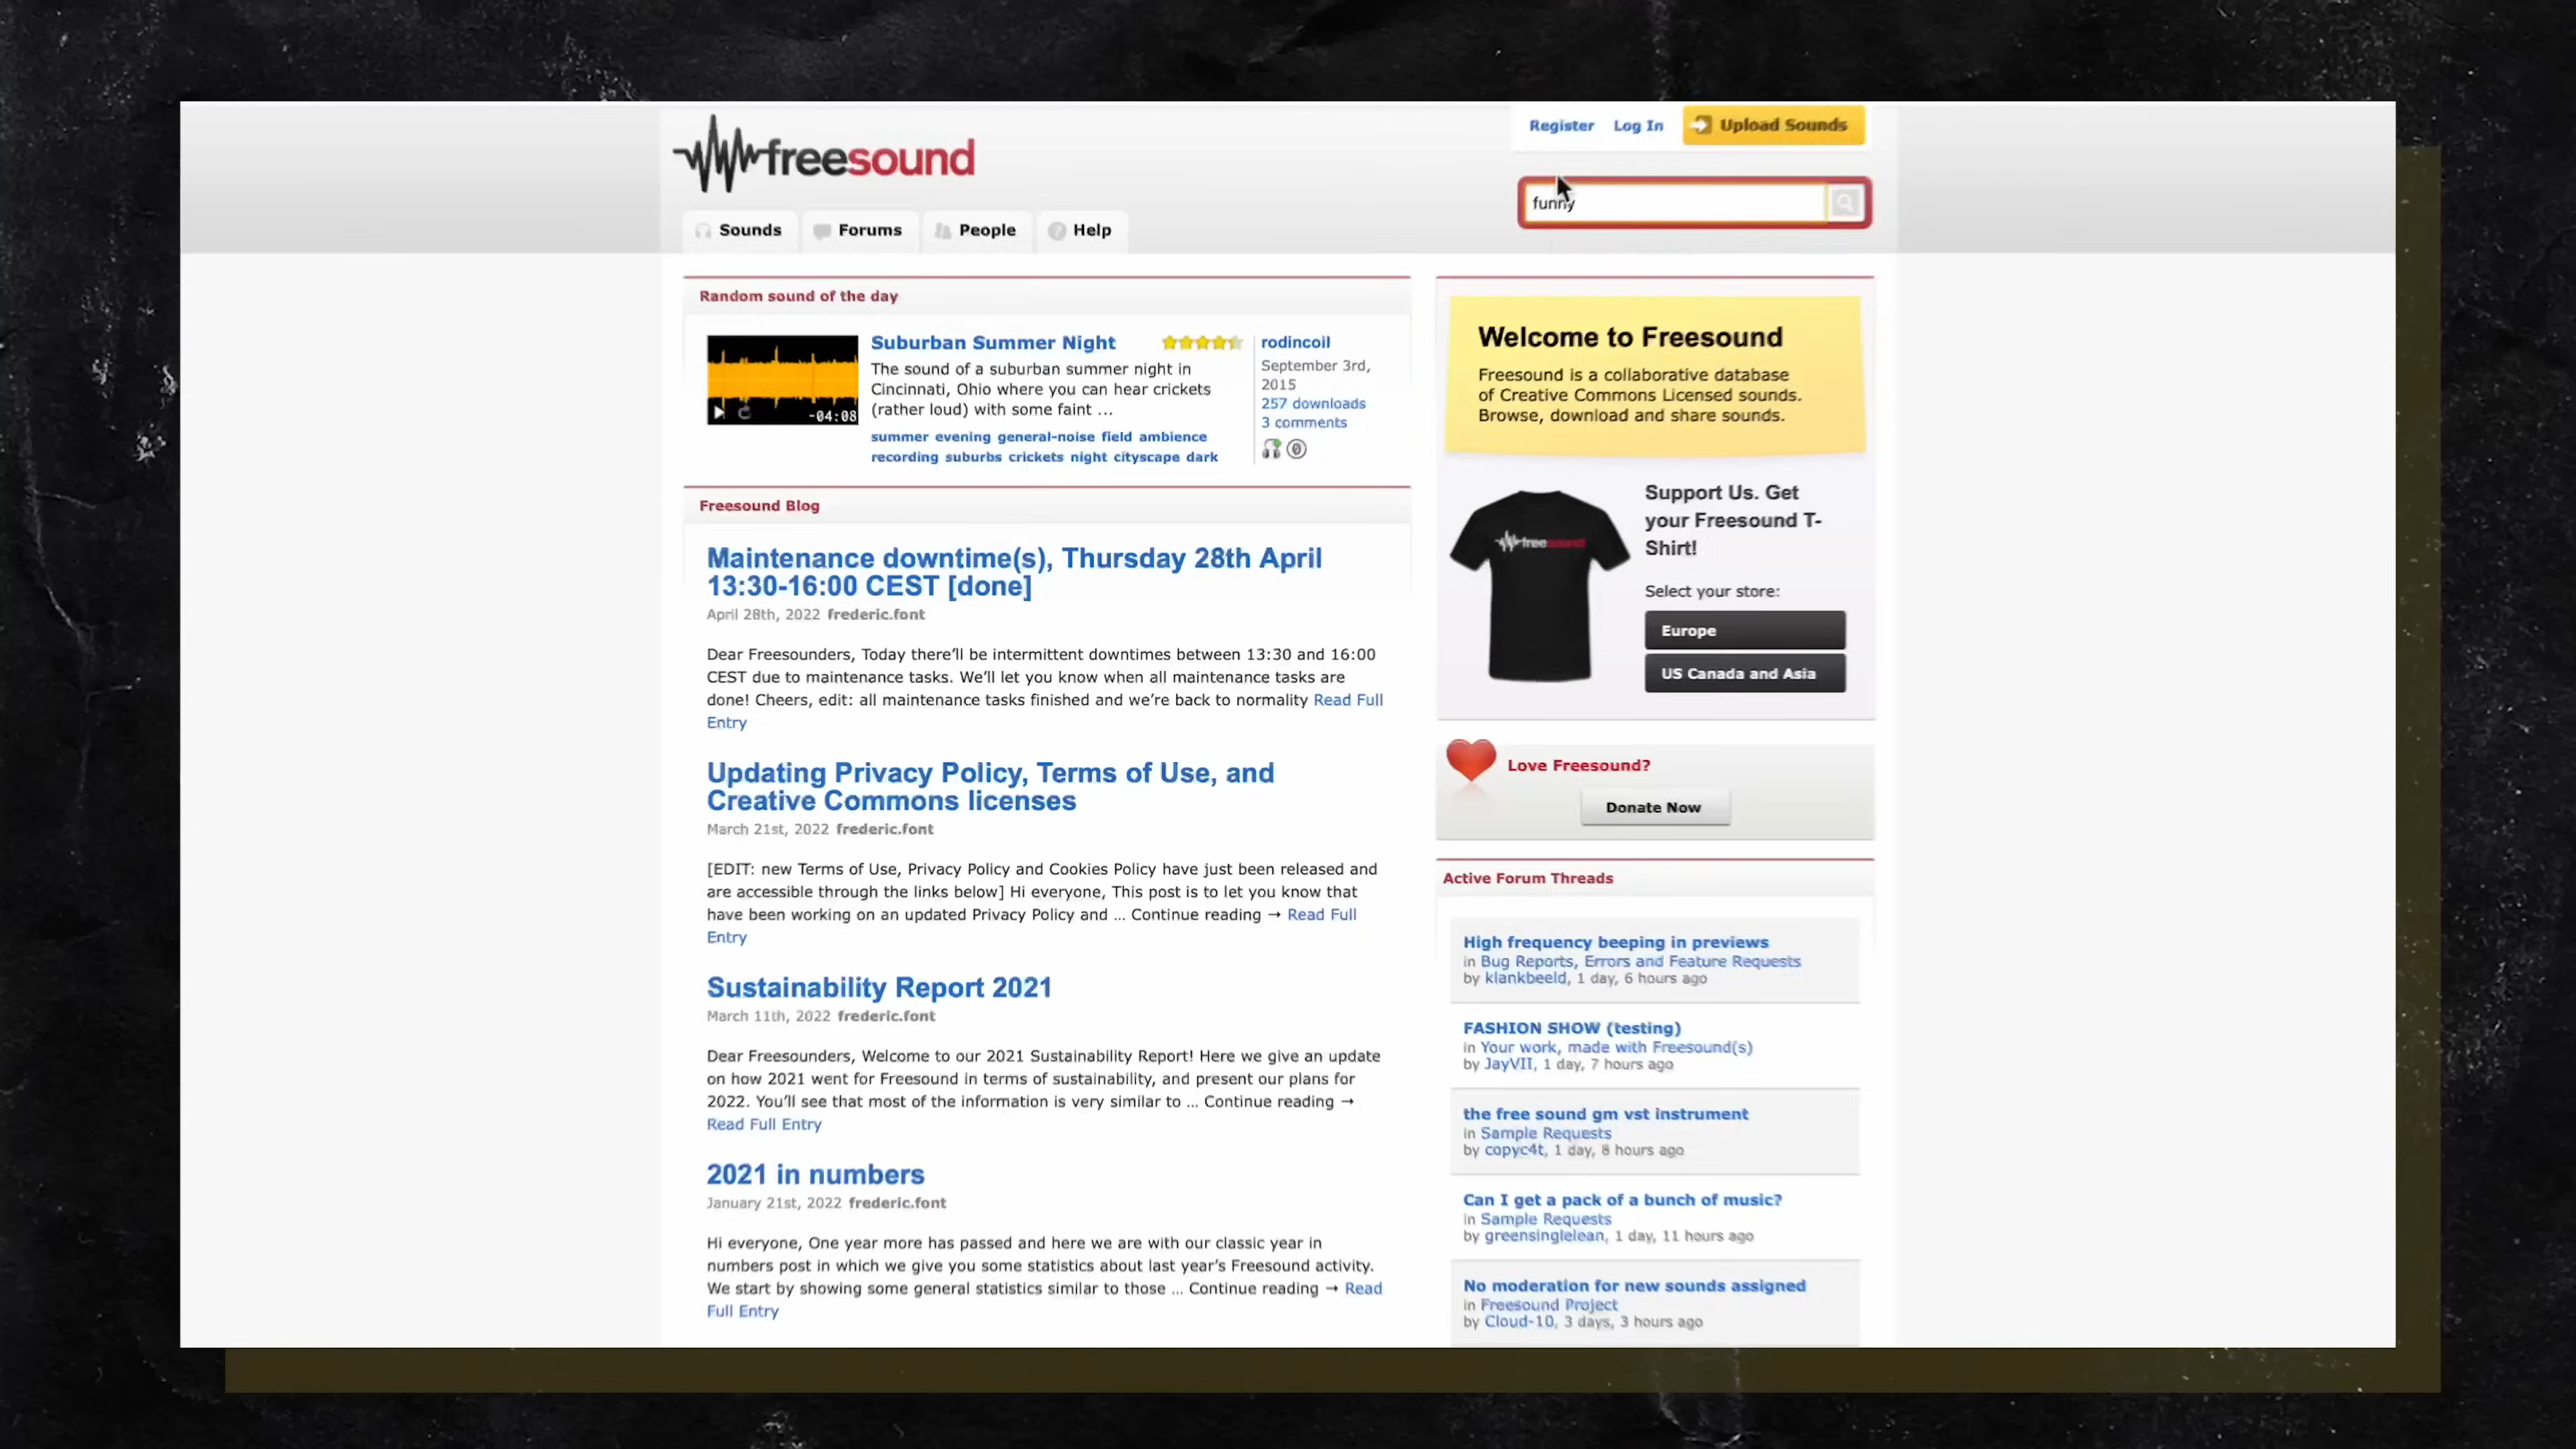 freesound
Register Log In Upload Sounds
funny
Sounds Forums People Help
Random sound of the day
Suburban Summer Night
The sound of a suburban summer night in
Cincinnati, Ohio where you can hear crickets
(rather loud) with some faint ...
summer evening general-noise field ambience
recording suburbs crickets night cityscape dark
-04:08
rodincoil
September 3rd,
2015
257 downloads
3 comments
0
Freesound Blog
Maintenance downtime(s), Thursday 28th April
13:30-16:00 CEST [done]
April 28th, 2022 frederic.font
Dear Freesounders, Today there'll be intermittent downtimes between 13:30 and 16:00
CEST due to maintenance tasks. We'll let you know when all maintenance tasks are
done! Cheers, edit: all maintenance tasks finished and we're back to normality Read Full
Entry
Updating Privacy Policy, Terms of Use, and
Creative Commons licenses
March 21st, 2022 frederic.font
[EDIT: new Terms of Use, Privacy Policy and Cookies Policy have just been released and
are accessible through the links below] Hi everyone, This post is to let you know that
have been working on an updated Privacy Policy and ... Continue reading → Read Full
Entry
Sustainability Report 2021
March 11th, 2022 frederic.font
Dear Freesounders, Welcome to our 2021 Sustainability Report! Here we give an update
on how 2021 went for Freesound in terms of sustainability, and present our plans for
2022. You'll see that most of the information is very similar to ... Continue reading →
Read Full Entry
2021 in numbers
January 21st, 2022 frederic.font
Hi everyone, One year more has passed and here we are with our classic year in
numbers post in which we give you some statistics about last year's Freesound activity.
We start by showing some general statistics similar to those ... Continue reading → Read
Full Entry
Welcome to Freesound
Freesound is a collaborative database
of Creative Commons Licensed sounds.
Browse, download and share sounds.
freesound
Support Us. Get
your Freesound T-
Shirt!
Select your store:
Europe
US Canada and Asia
Love Freesound?
Donate Now
Active Forum Threads
High frequency beeping in previews
in Bug Reports, Errors and Feature Requests
by klankbeeld, 1 day, 6 hours ago
FASHION SHOW (testing)
in Your work, made with Freesound(s)
by JayVII, 1 day, 7 hours ago
the free sound gm vst instrument
in Sample Requests
by copyc4t, 1 day, 8 hours ago
Can I get a pack of a bunch of music?
in Sample Requests
by greensinglelean, 1 day, 11 hours ago
No moderation for new sounds assigned
in Freesound Project
by Cloud-10, 3 days, 3 hours ago